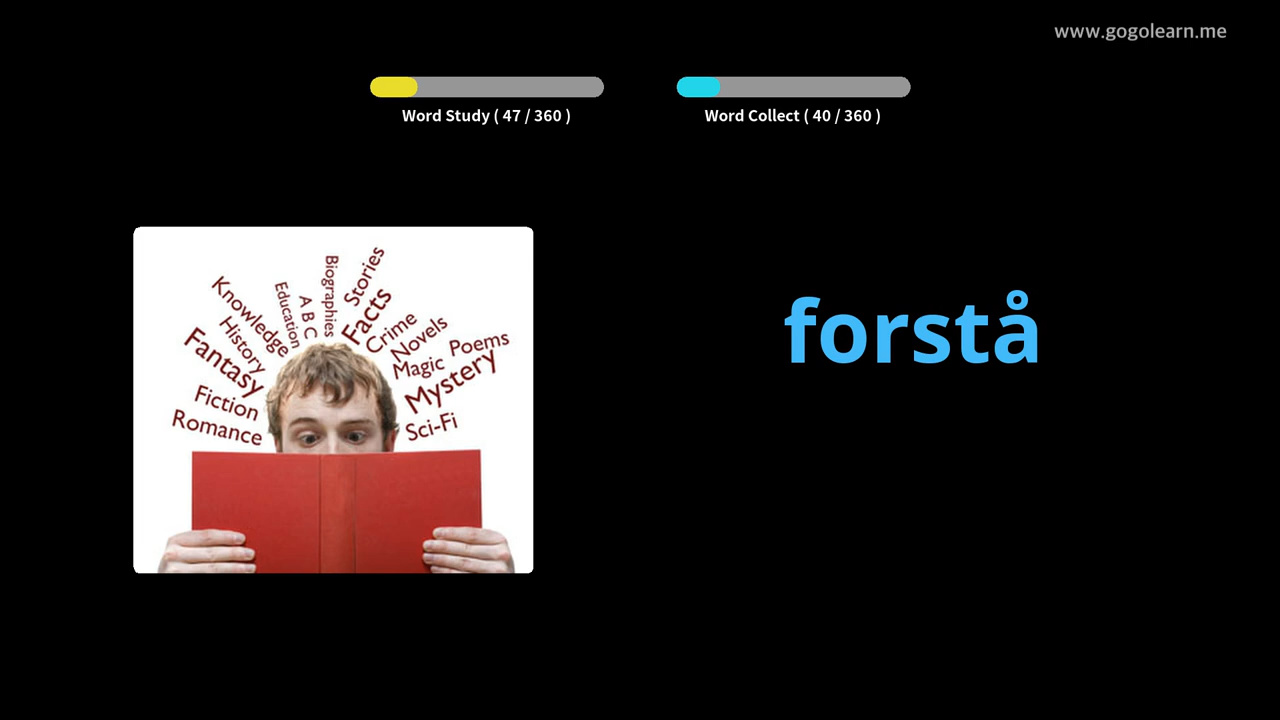 www.gogolearn.me
Word Study ( 47 / 360 )
Word Collect ( 40 / 360 )
forstå
Biographies
Stories
Education
A B C
Facts
Knowledge
Crime
History
Novels
Poems
Fantasy
Magic
Mystery
Fiction
Romance
Sci-Fi